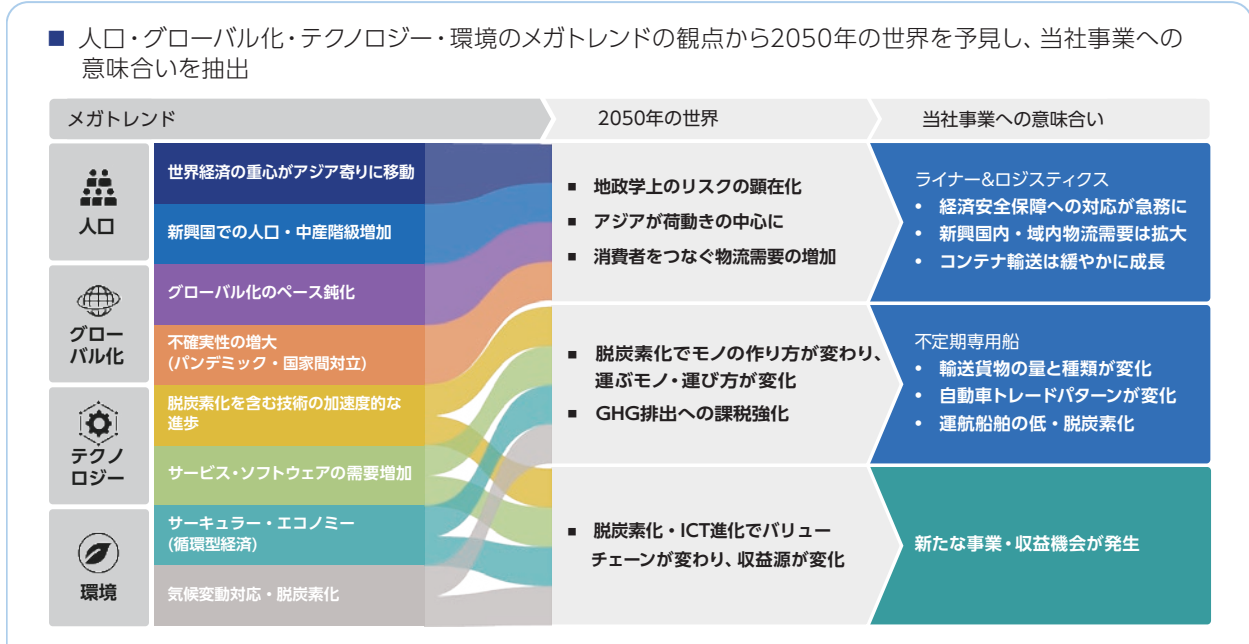 ■ 人口・グローバル化・テクノロジー・環境のメガトレンドの観点から2050年の世界を予見し、当社事業への
意味合いを抽出
メガトレンド
2050年の世界
当社事業への意味合い
人口
世界経済の重心がアジア寄りに移動
新興国での人口・中産階級増加
グロー
バル化
グローバル化のペース鈍化
不確実性の増大
(パンデミック・国家間対立)
テクノ
ロジー
脱炭素化を含む技術の加速度的な
進歩
サービス・ソフトウェアの需要増加
環境
サーキュラー・エコノミー
(循環型経済)
気候変動対応・脱炭素化
■ 地政学上のリスクの顕在化
■ アジアが荷動きの中心に
■ 消費者をつなぐ物流需要の増加
ライナー&ロジスティクス
• 経済安全保障への対応が急務に
• 新興国内・域内物流需要は拡大
• コンテナ輸送は緩やかに成長
■ 脱炭素化でモノの作り方が変わり、
運ぶモノ・運び方が変化
■ GHG排出への課税強化
不定期専用船
• 輸送貨物の量と種類が変化
• 自動車トレードパターンが変化
• 運航船舶の低・脱炭素化
■ 脱炭素化・ICT進化でバリュー
チェーンが変わり、収益源が変化
新たな事業・収益機会が発生